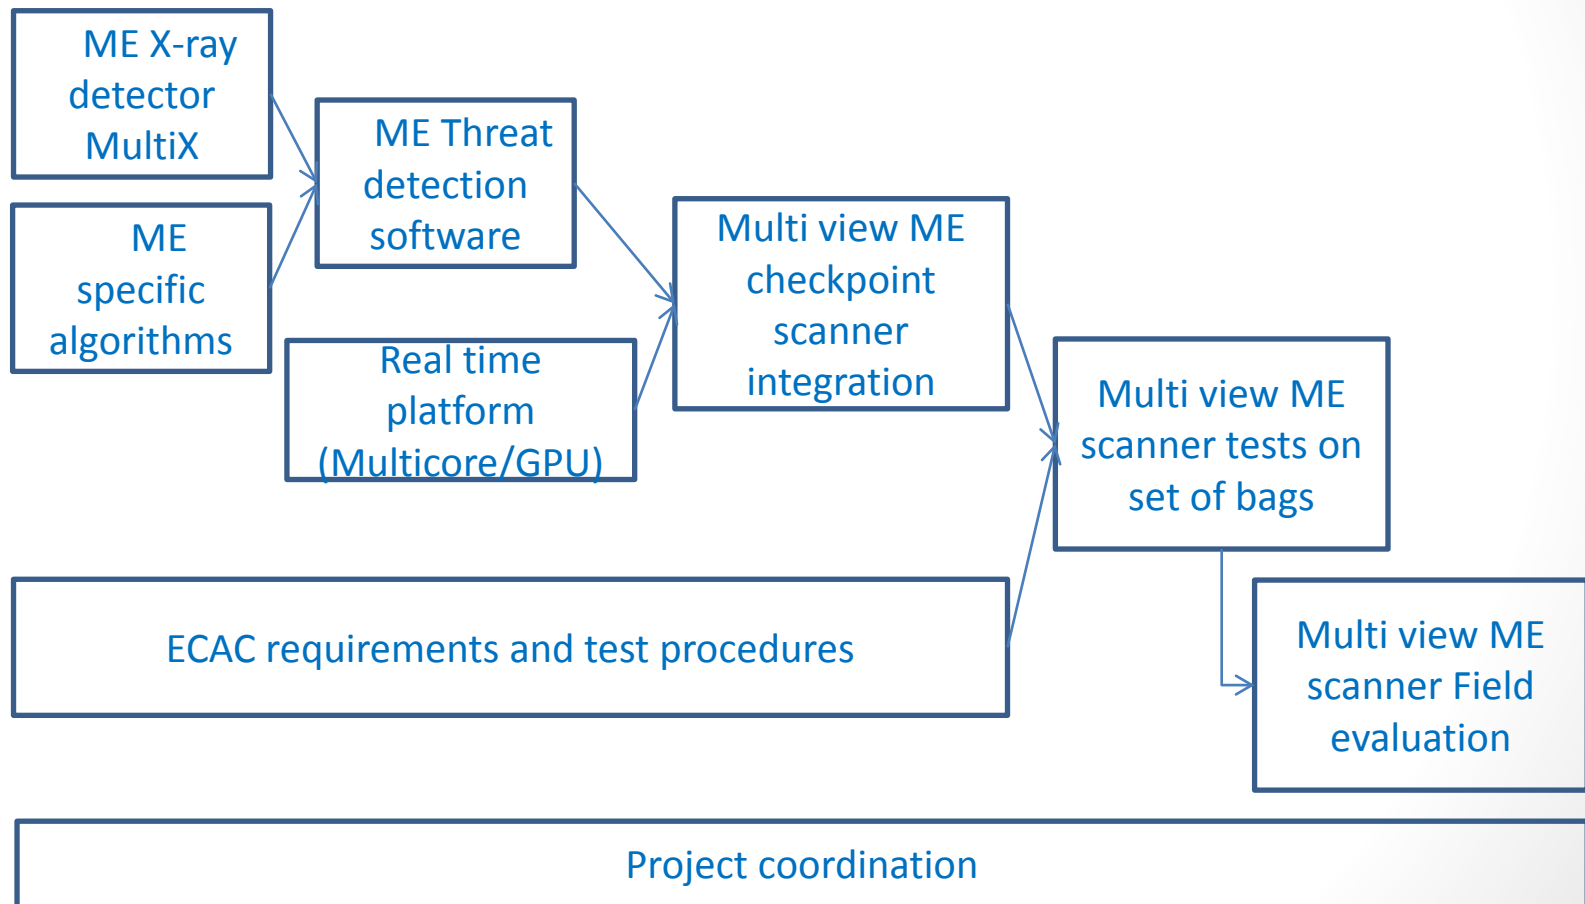 ME X-ray
detector
MultiX
ME
specific
algorithms
ME Threat
detection
software
Real time
platform
(Multicore/GPU)
Multi view ME
checkpoint
scanner
integration
Multi view ME
scanner tests on
set of bags
ECAC requirements and test procedures
Multi view ME
scanner Field
evaluation
Project coordination